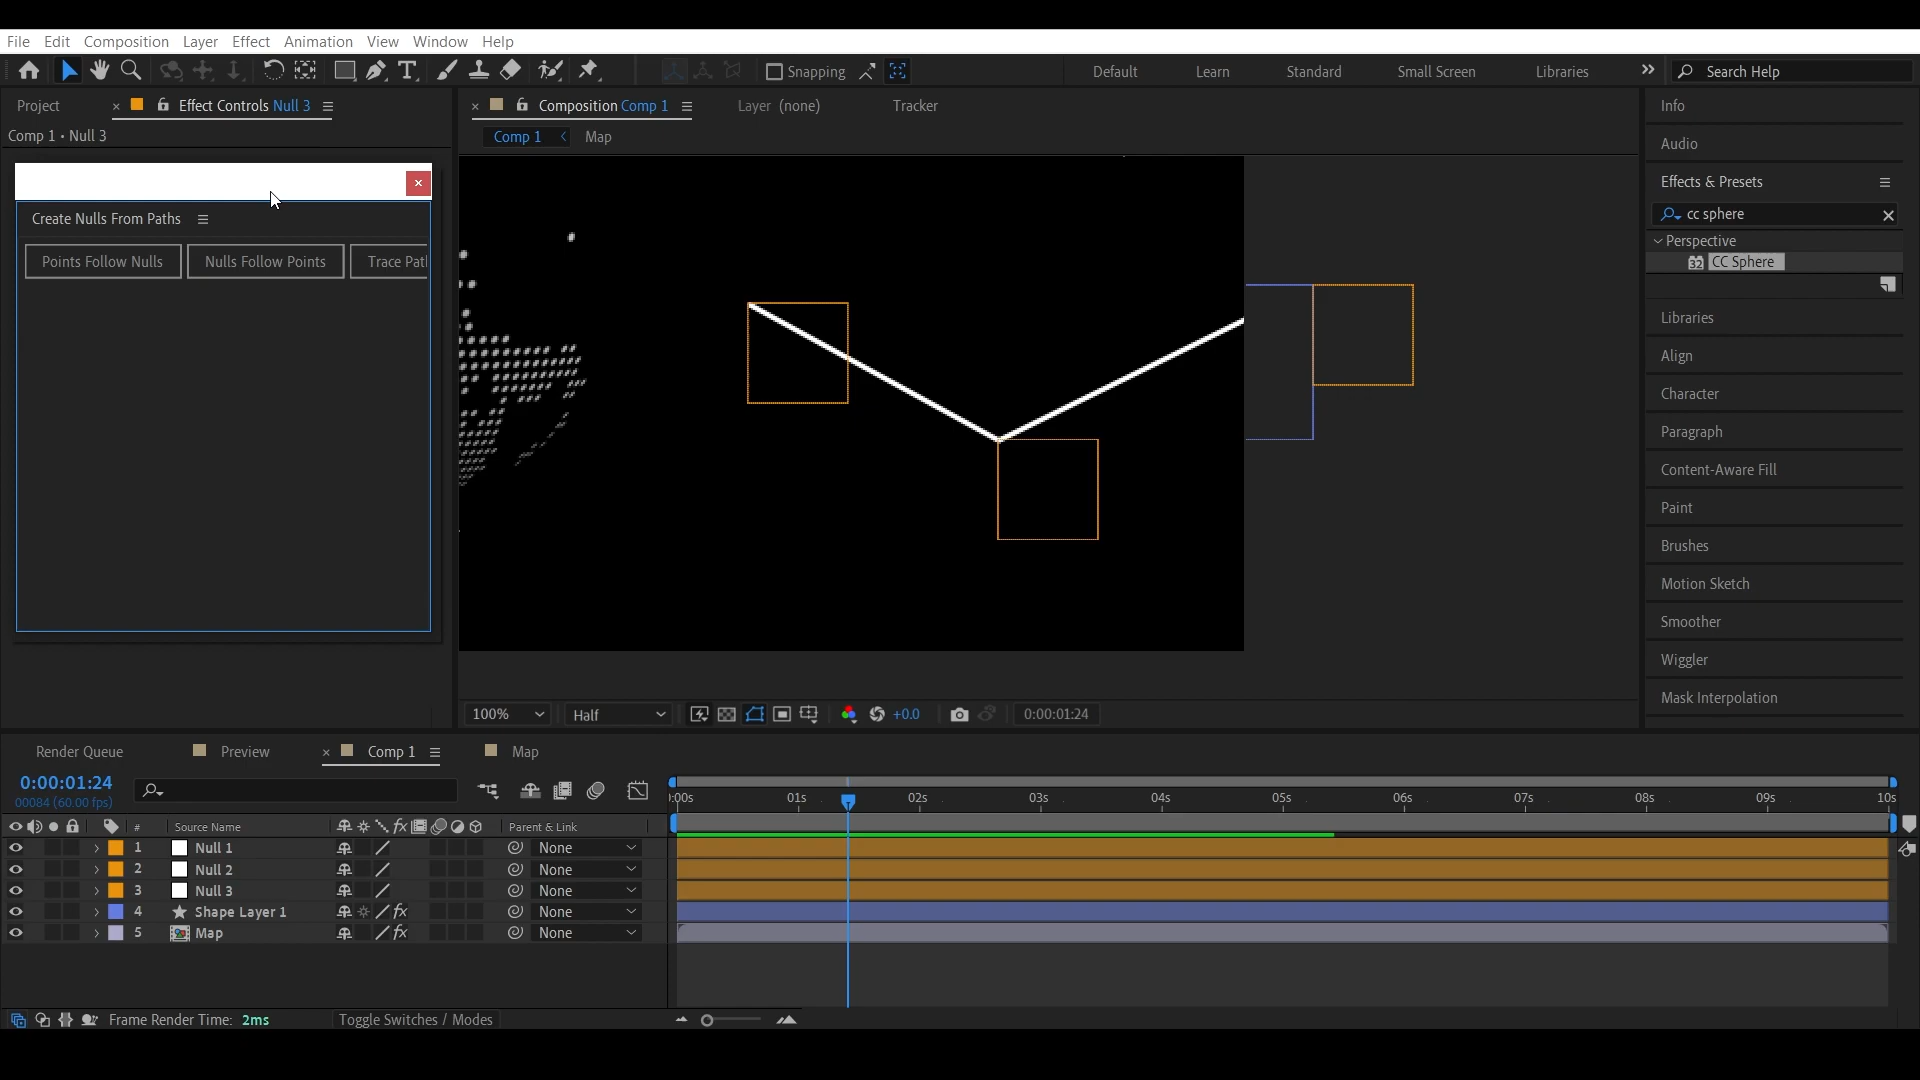 File Edit Composition Layer Effect Animation View Window Help
Snapping Default Learn Standard Small Screen Libraries Search Help
Project Effect Controls Null 3 Composition Comp 1 Layer (none) Tracker
Comp 1 • Null 3
Comp 1 Map
Create Nulls From Paths
Points Follow Nulls Nulls Follow Points Trace Pat
Info
Audio
Effects & Presets
cc sphere
Perspective
32 CC Sphere
Libraries
Align
Character
Paragraph
Content-Aware Fill
Paint
Brushes
Motion Sketch
Smoother
Wiggler
Mask Interpolation
100% Half +0.0 0:00:01:24
Render Queue Preview Comp 1 Map
0:00:01:24
00084 (60.00 fps)
:00s 01s 02s 03s 04s 05s 06s 07s 08s 09s 10s
# Source Name fx Parent & Link
1 Null 1 None
2 Null 2 None
3 Null 3 None
4 Shape Layer 1 fx None
5 Map fx None
Frame Render Time: 2ms Toggle Switches / Modes